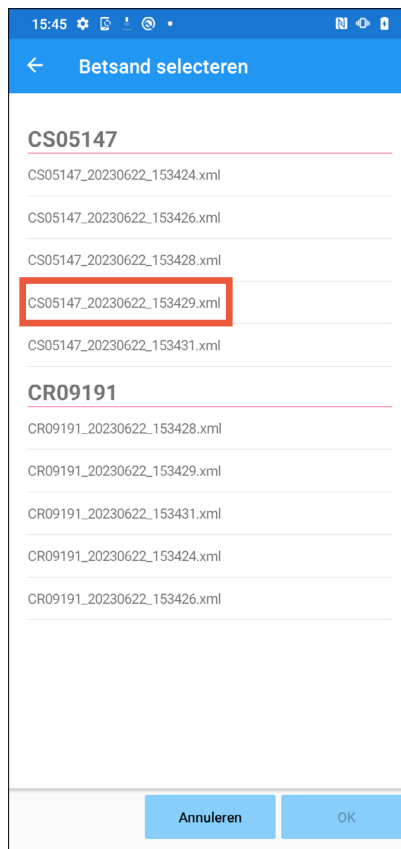 15:45
Betsand selecteren
CS05147
CS05147_20230622_153424.xml
CS05147_20230622_153426.xml
CS05147_20230622_153428.xml
CS05147_20230622_153429.xml
CS05147_20230622_153431.xml
CR09191
CR09191_20230622_153428.xml
CR09191_20230622_153429.xml
CR09191_20230622_153431.xml
CR09191_20230622_153424.xml
CR09191_20230622_153426.xml
Annuleren OK